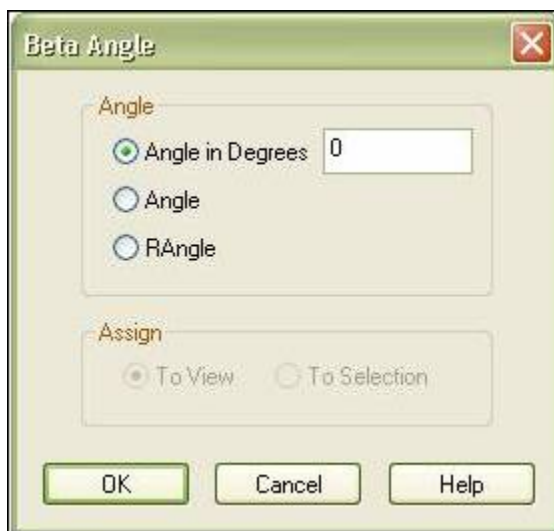 Beta Angle
Angle
Angle in Degrees 0
Angle
RAngle
Assign
To View To Selection
OK Cancel Help